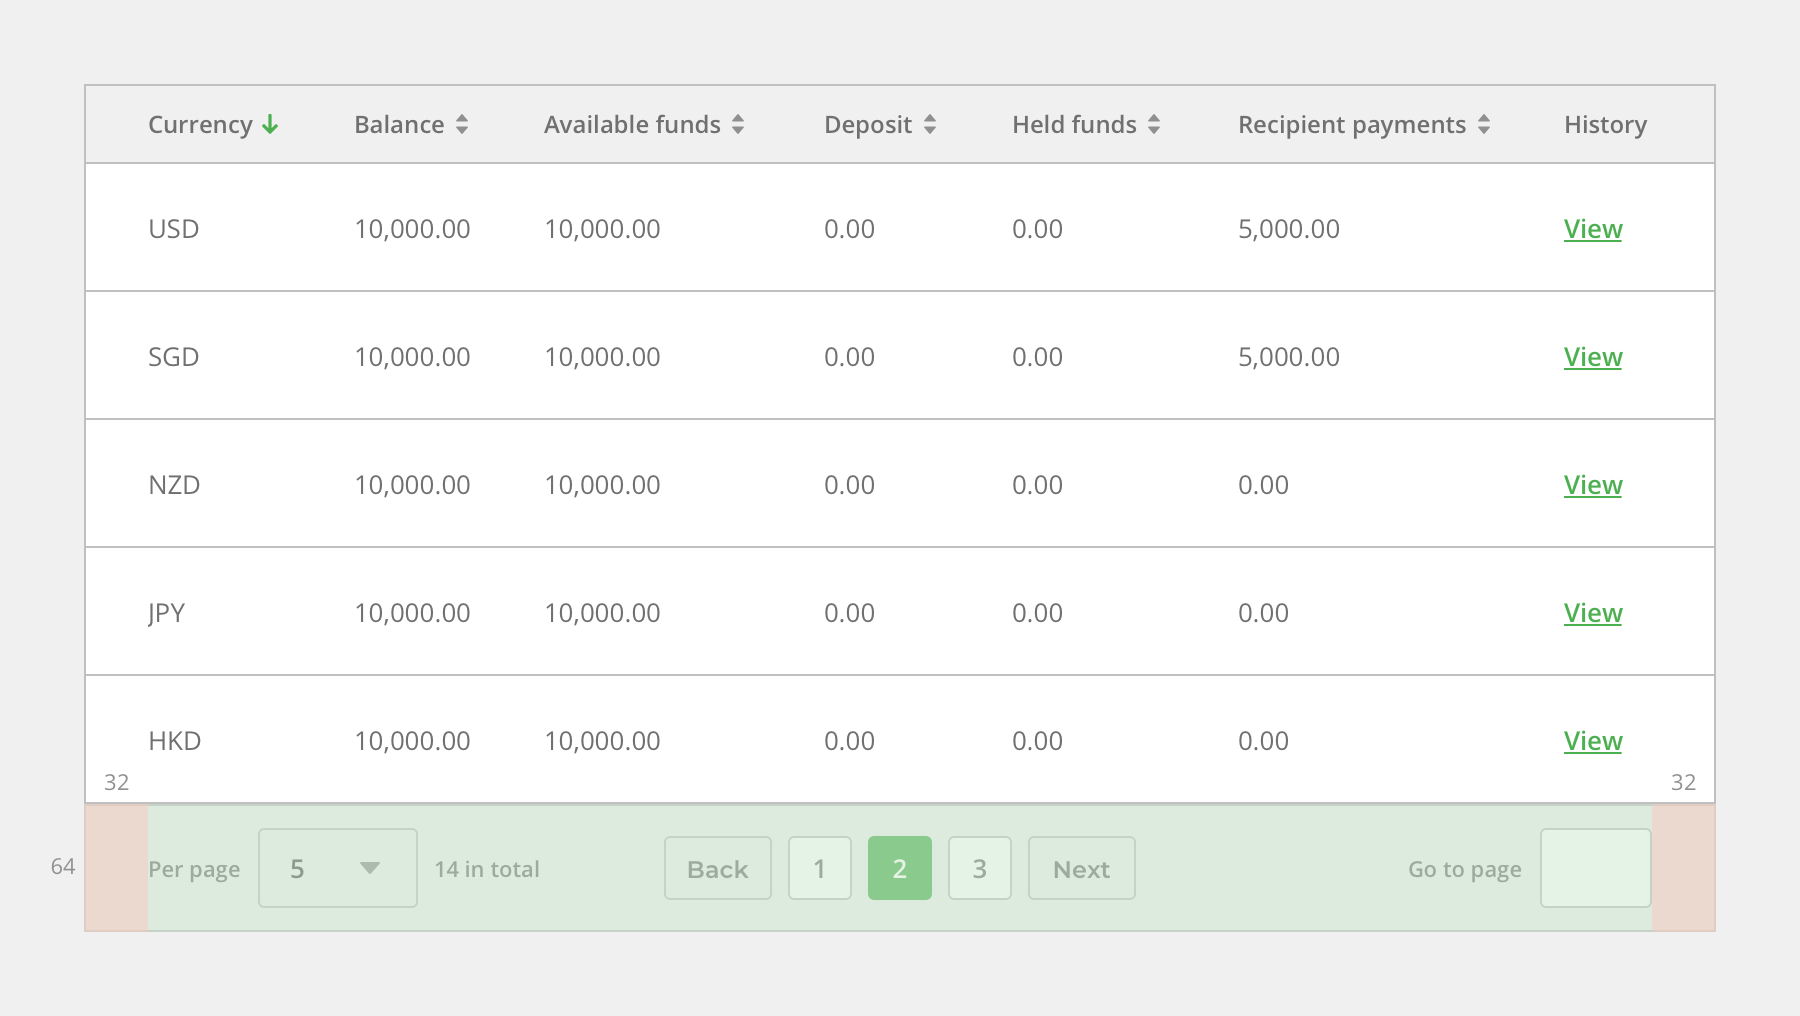 Currency Balance Available funds Deposit Held funds Recipient payments History
USD 10,000.00 10,000.00 0.00 0.00 5,000.00 View
SGD 10,000.00 10,000.00 0.00 0.00 5,000.00 View
NZD 10,000.00 10,000.00 0.00 0.00 0.00 View
JPY 10,000.00 10,000.00 0.00 0.00 0.00 View
HKD 10,000.00 10,000.00 0.00 0.00 0.00 View
32 32
64 Per page 5 14 in total Back 1 2 3 Next Go to page